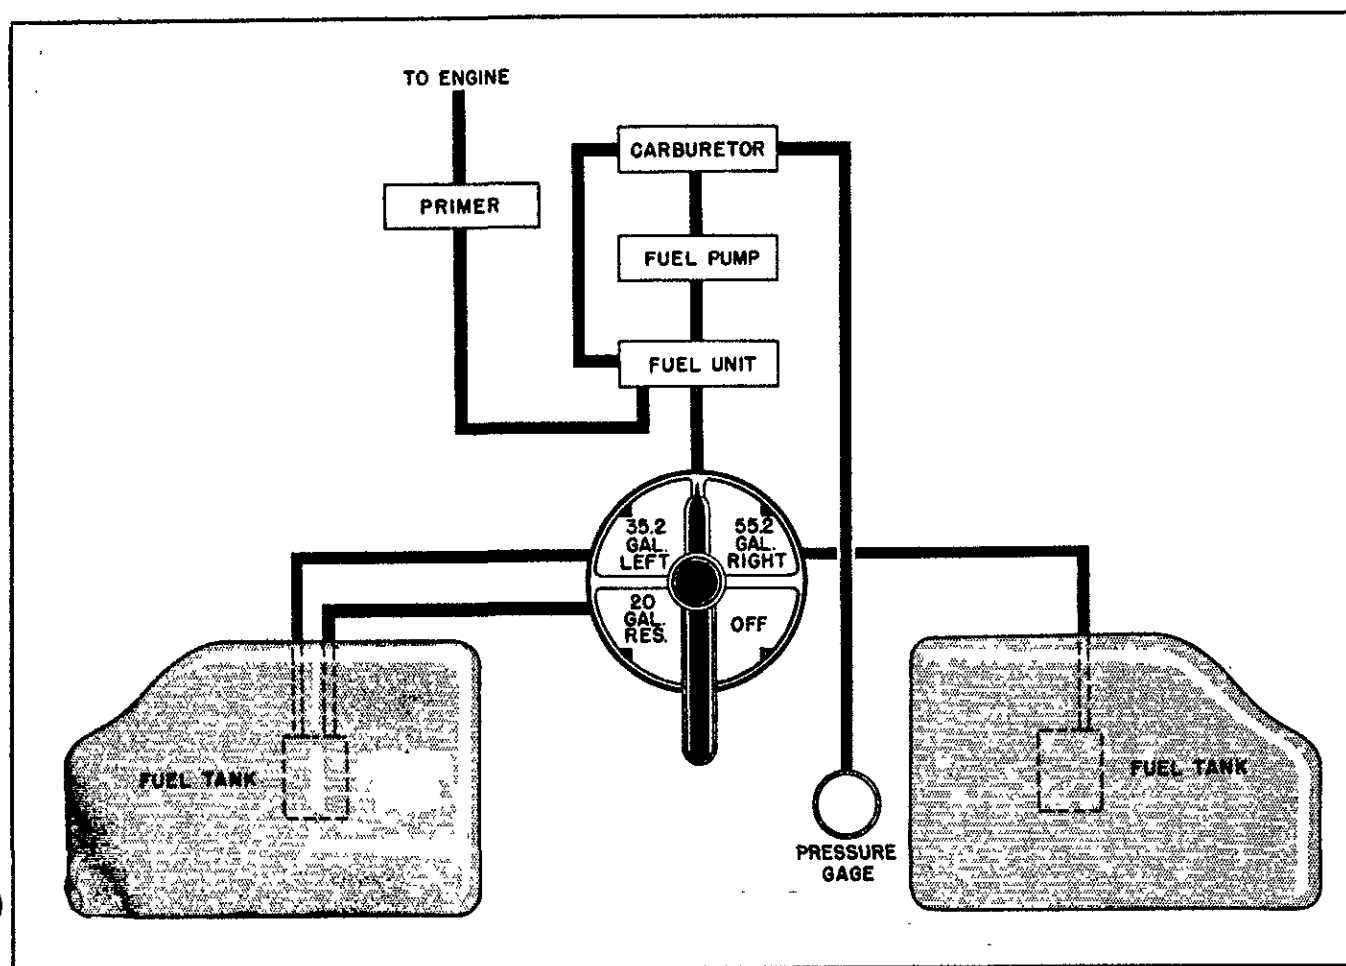 TO ENGINE
CARBURETOR
PRIMER
FUEL PUMP
FUEL UNIT
35.2
GAL.
LEFT
55.2
GAL.
RIGHT
20
GAL.
RES.
OFF
FUEL TANK
FUEL TANK
PRESSURE
GAGE